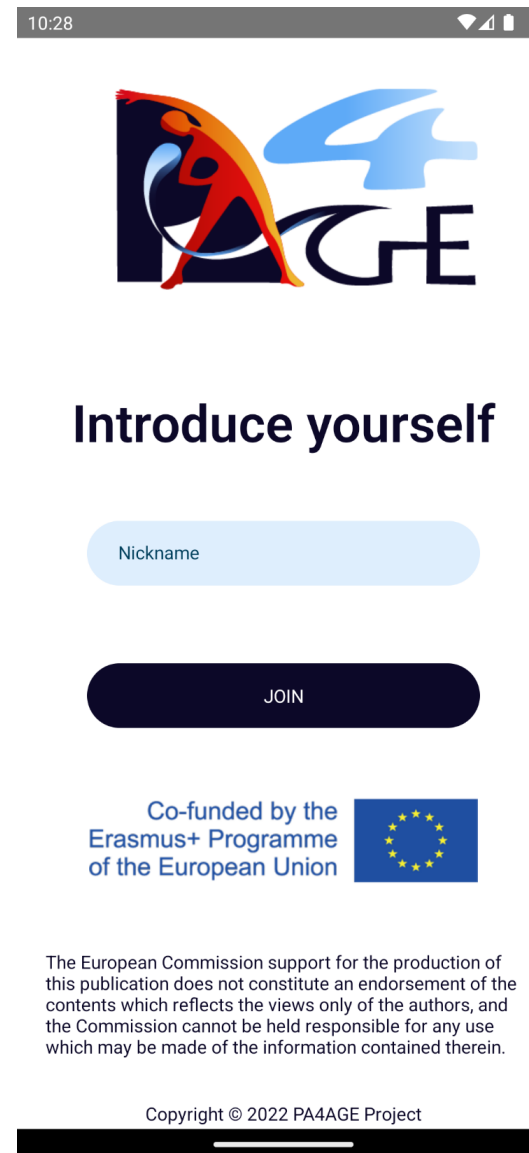 10:28
PA4GE
Introduce yourself
Nickname
JOIN
Co-funded by the
Erasmus+ Programme
of the European Union
The European Commission support for the production of
this publication does not constitute an endorsement of the
contents which reflects the views only of the authors, and
the Commission cannot be held responsible for any use
which may be made of the information contained therein.
Copyright © 2022 PA4AGE Project